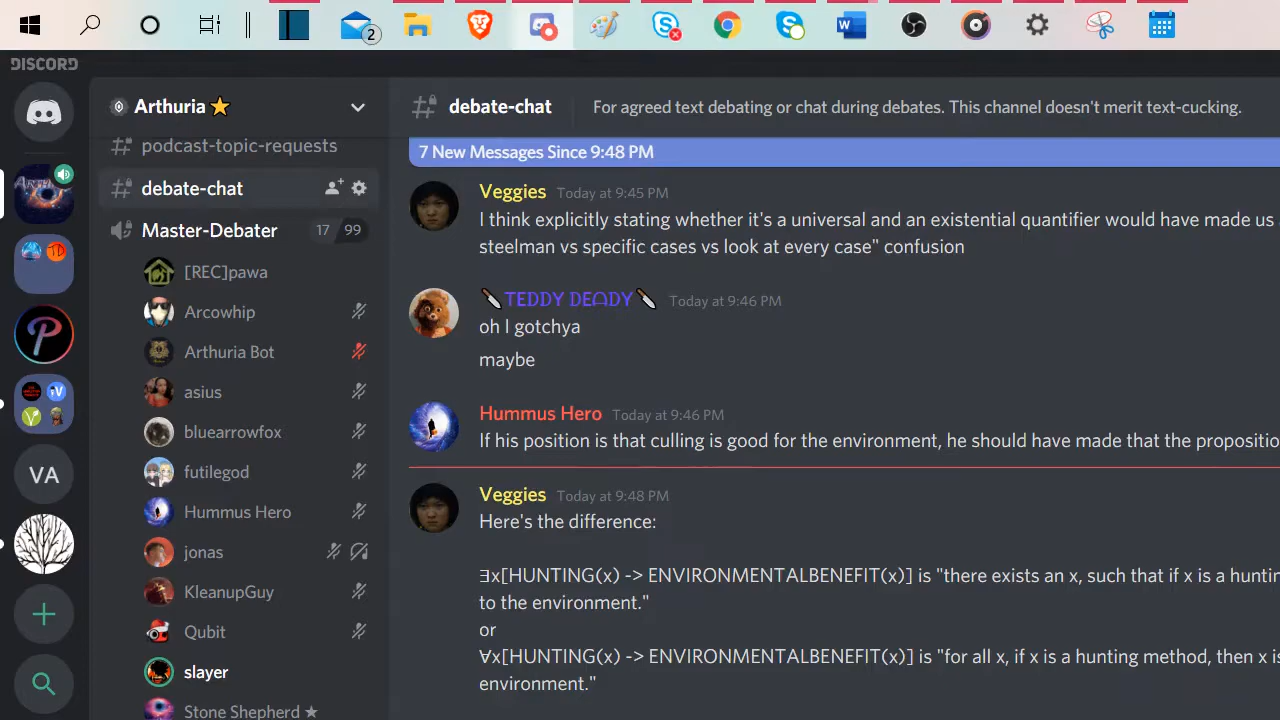 2
DISCORD
Arthuria
debate-chat
For agreed text debating or chat during debates. This channel doesn't merit text-cucking.
podcast-topic-requests
7 New Messages Since 9:48 PM
debate-chat
Master-Debater 17 99
[REC]pawa
Arcowhip
Arthuria Bot
asius
bluearrowfox
futilegod
Hummus Hero
jonas
KleanupGuy
Qubit
slayer
Stone Shepherd ★
VA
Veggies Today at 9:45 PM
I think explicitly stating whether it's a universal and an existential quantifier would have made us
steelman vs specific cases vs look at every case" confusion
TEDDY DEADY Today at 9:46 PM
oh I gotchya
maybe
Hummus Hero Today at 9:46 PM
If his position is that culling is good for the environment, he should have made that the propositio
Veggies Today at 9:48 PM
Here's the difference:
∃x[HUNTING(x) -> ENVIRONMENTALBENEFIT(x)] is "there exists an x, such that if x is a hunti
to the environment."
or
∀x[HUNTING(x) -> ENVIRONMENTALBENEFIT(x)] is "for all x, if x is a hunting method, then x is
environment."